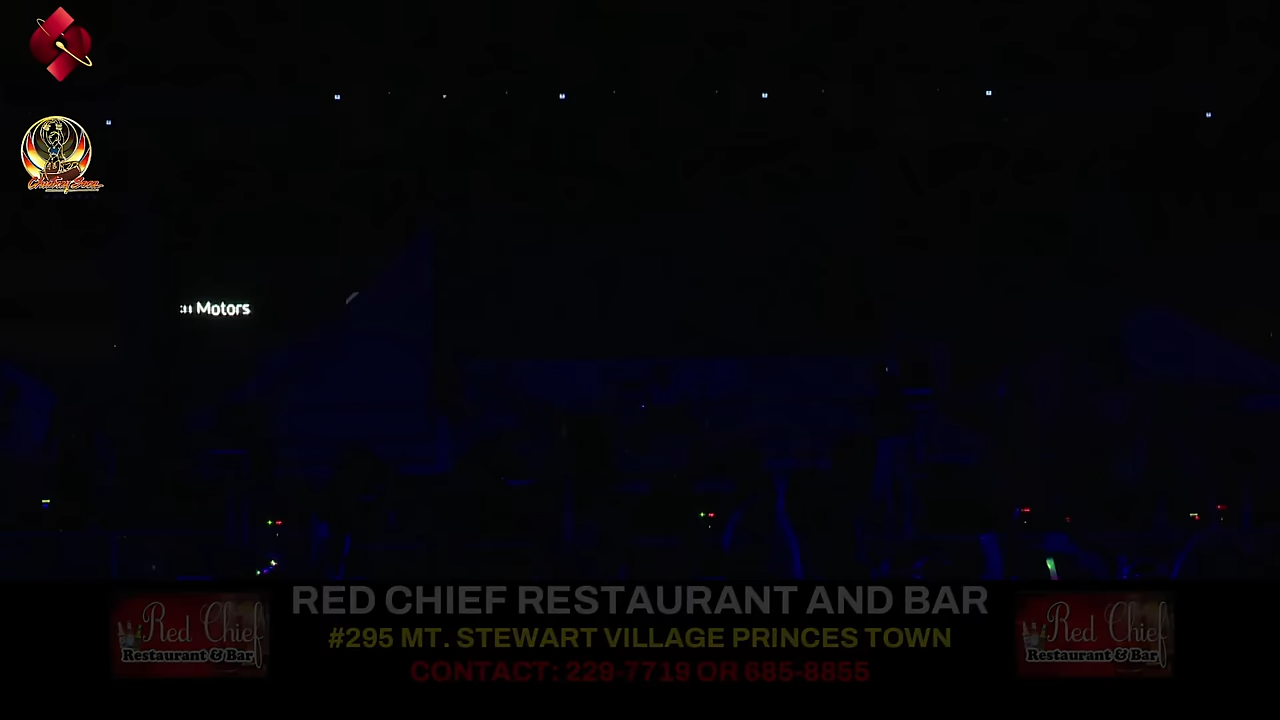 Motors
RED CHIEF RESTAURANT AND BAR
#295 MT. STEWART VILLAGE PRINCES TOWN
CONTACT: 229-7719 OR 685-8855
Red Chief
Restaurant & Bar
Red Chief
Restaurant & Bar